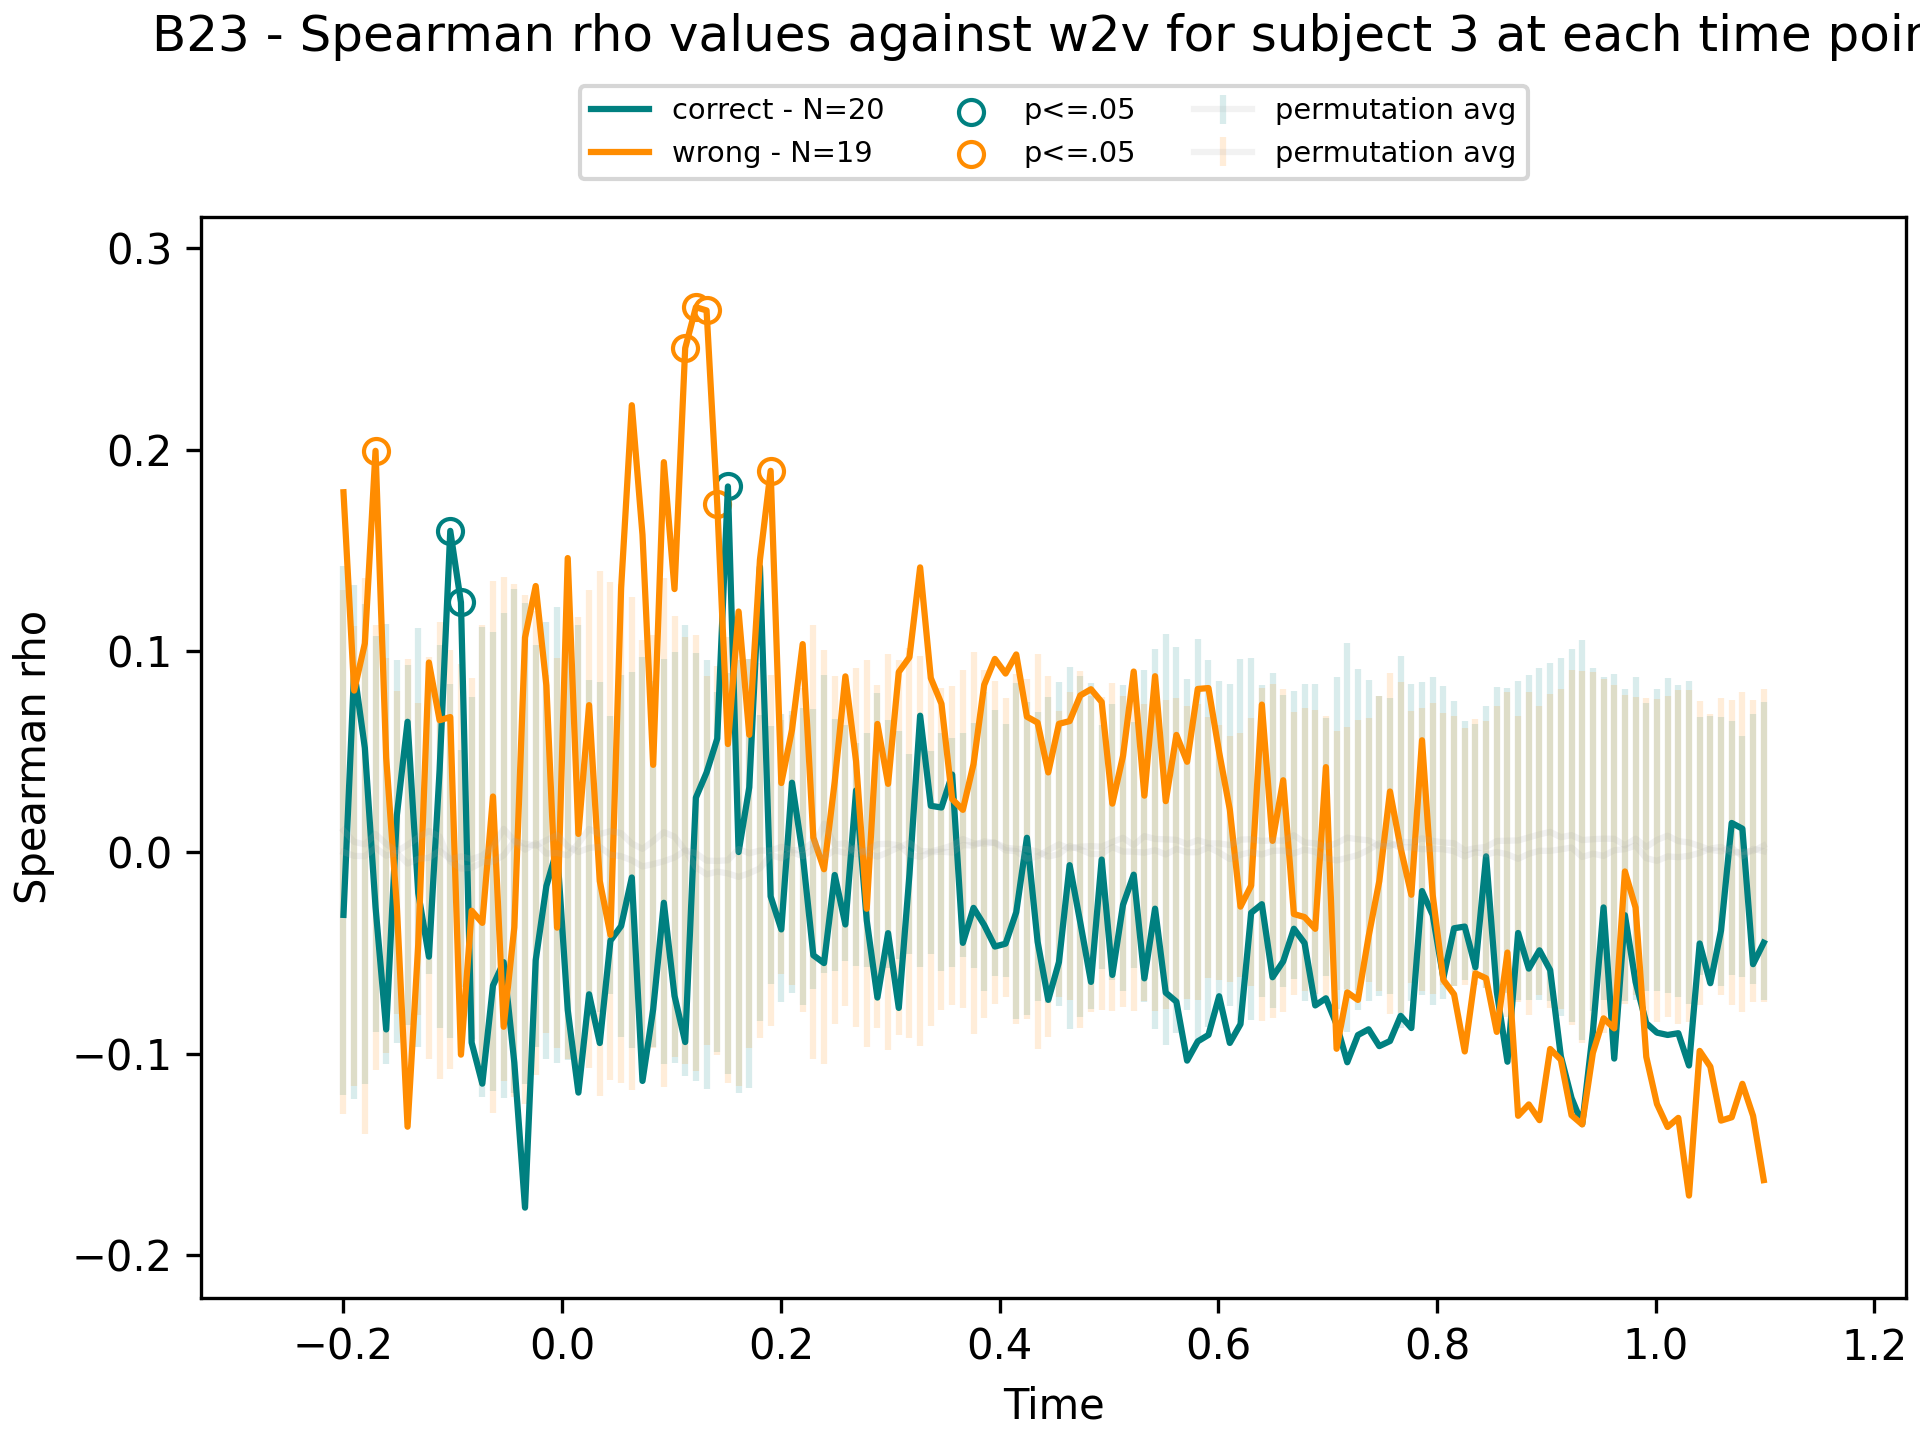 B23 - Spearman rho values against w2v for subject 3 at each time poin
correct - N=20 p<=.05 permutation avg
wrong - N=19 p<=.05 permutation avg
0.3
0.2
0.1
0.0
−0.1
−0.2
Spearman rho
−0.2 0.0 0.2 0.4 0.6 0.8 1.0 1.2
Time